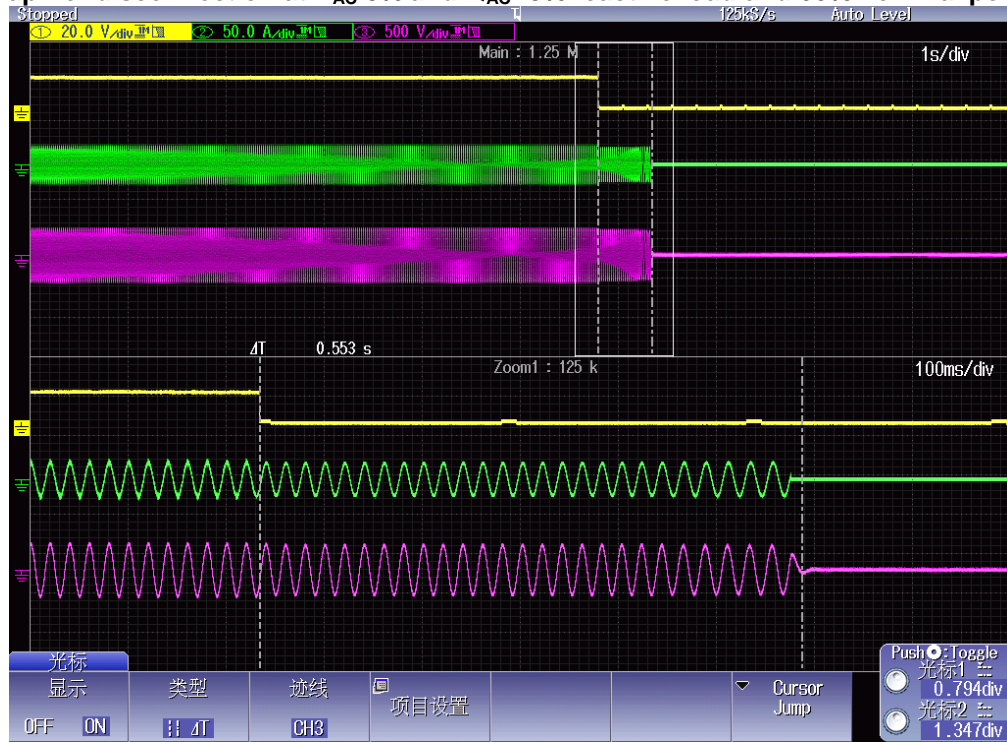 Stopped 125kS/s Auto Level
1 20.0 V/div 2 50.0 A/div 3 500 V/div
Main : 1.25 M 1s/div
ΔT 0.553 s
Zoom1 : 125 k 100ms/div
光标
显示 类型 迹线 项目设置 Cursor Jump
OFF ON ΔT CH3
Push :Toggle
光标1
0.794div
光标2
1.347div